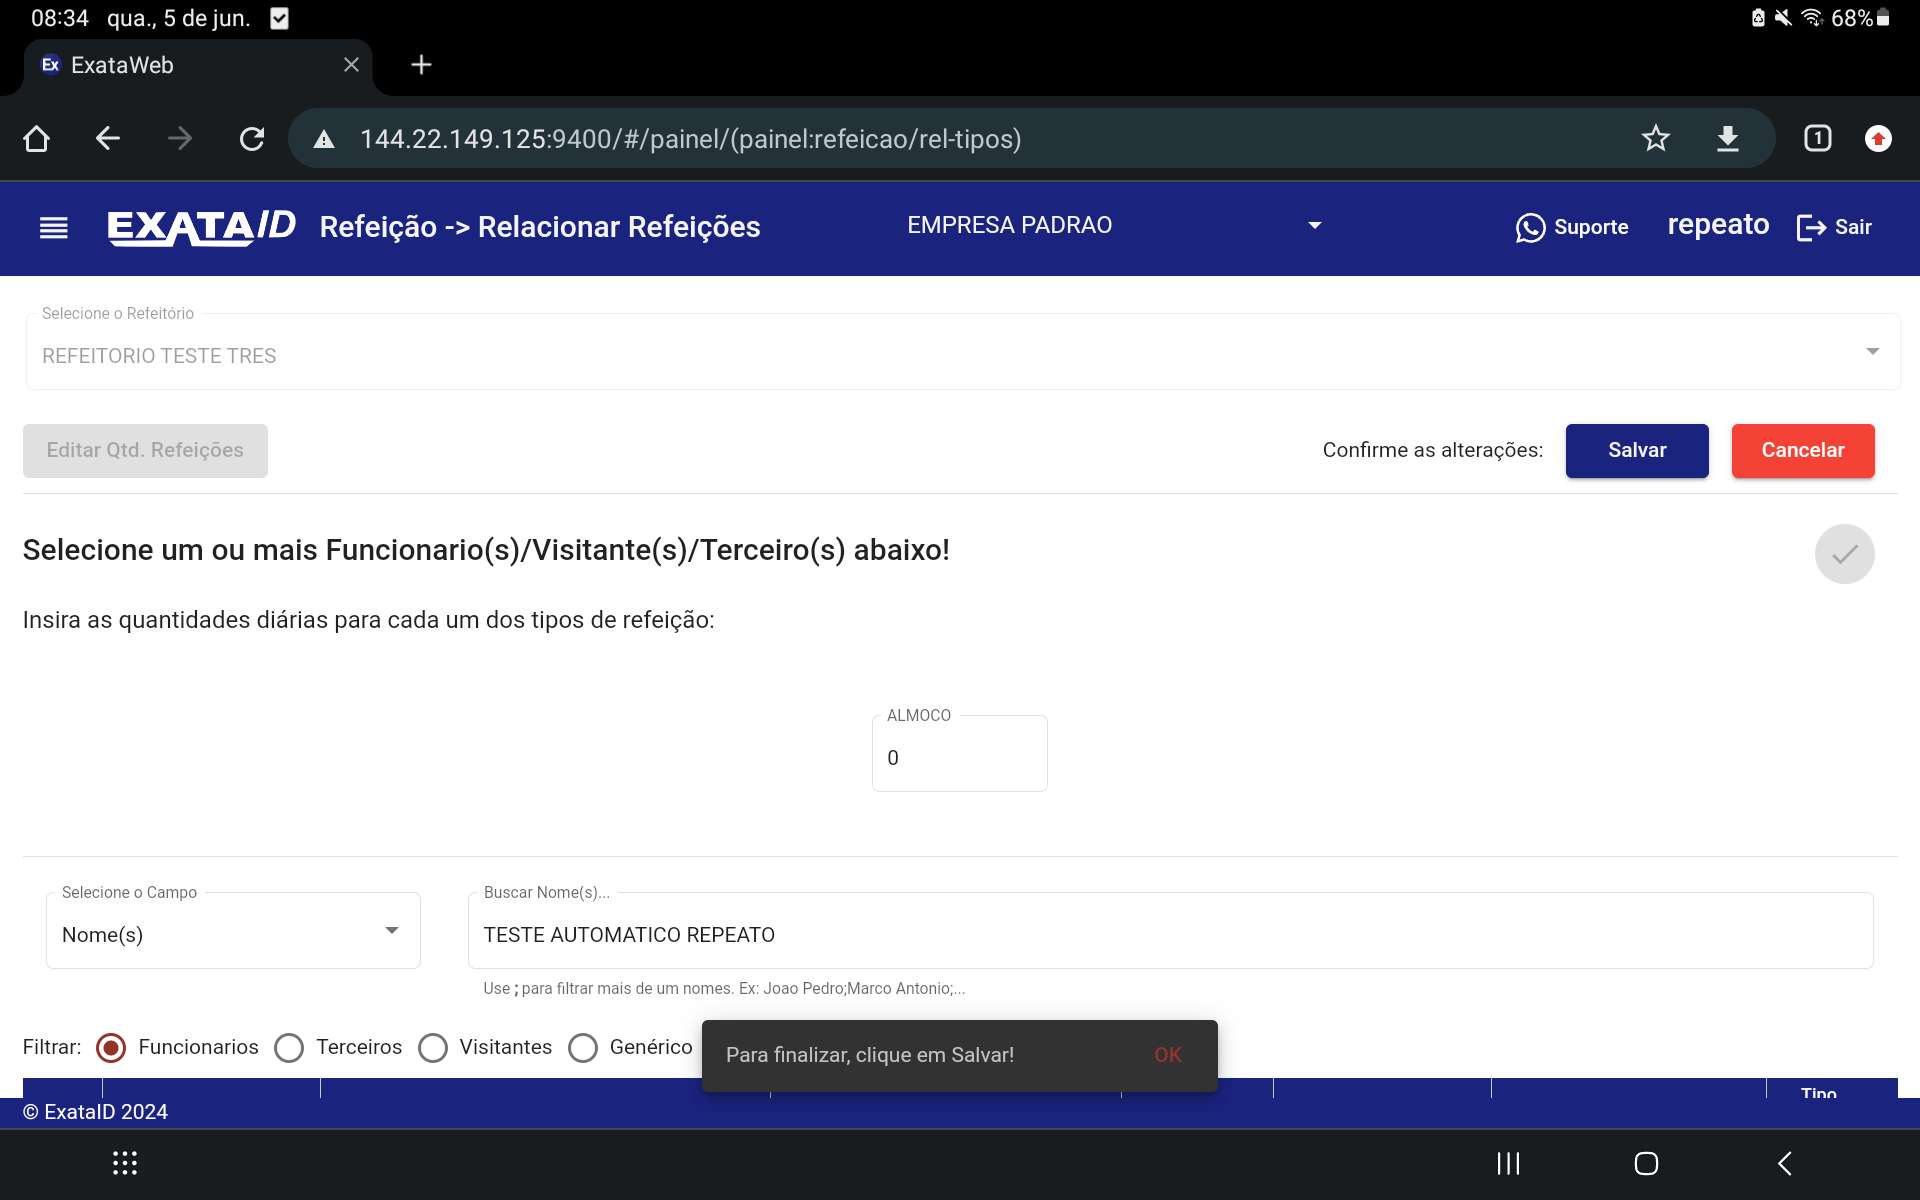 08:34 qua., 5 de jun.
68%
Ex ExataWeb
144.22.149.125:9400/#/painel/(painel:refeicao/rel-tipos)
1
EXATAID Refeição -> Relacionar Refeições EMPRESA PADRAO Suporte repeato Sair
Selecione o Refeitório
REFEITORIO TESTE TRES
Editar Qtd. Refeições Confirme as alterações: Salvar Cancelar
Selecione um ou mais Funcionario(s)/Visitante(s)/Terceiro(s) abaixo!
Insira as quantidades diárias para cada um dos tipos de refeição:
ALMOCO
0
Selecione o Campo Buscar Nome(s)...
Nome(s) TESTE AUTOMATICO REPEATO
Use ; para filtrar mais de um nomes. Ex: Joao Pedro;Marco Antonio;...
Filtrar: Funcionarios Terceiros Visitantes Genérico
Para finalizar, clique em Salvar! OK
Tipo
© ExataID 2024